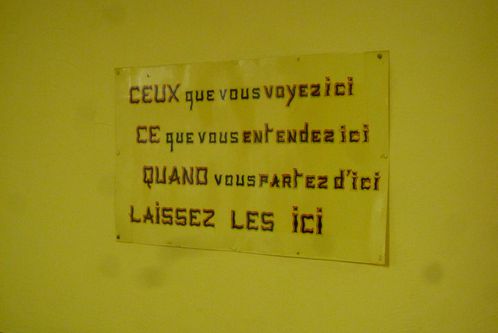 CEUX que vous voyez ici
CE que vous entendez ici
QUAND vous partez d'ici
LAISSEZ LES ici